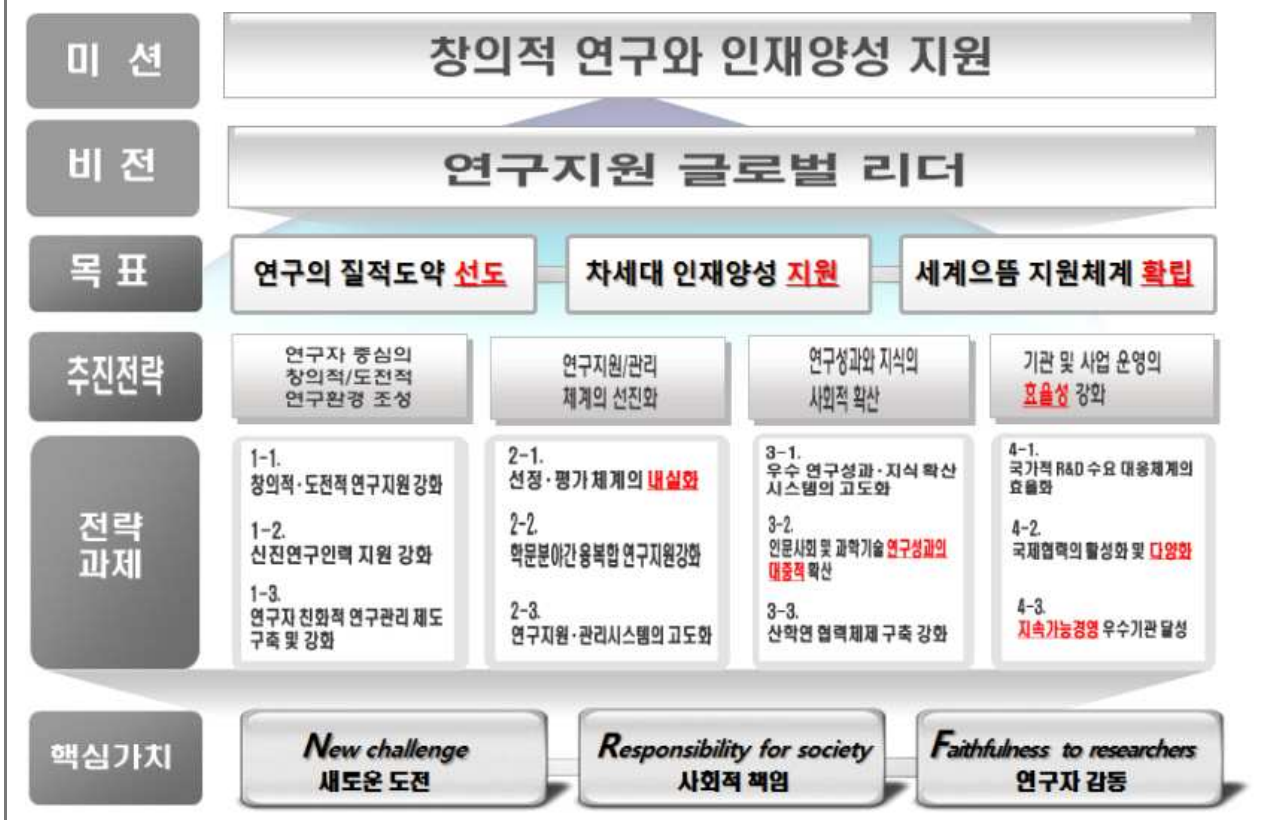 미 션
창의적 연구와 인재양성 지원
비 전
연구지원 글로벌 리더
목 표
연구의 질적도약 선도
차세대 인재양성 지원
세계으뜸 지원체계 확립
추진전략
연구자 중심의
창의적/도전적
연구환경 조성
연구지원/관리
체계의 선진화
연구성과와 지식의
사회적 확산
기관 및 사업 운영의
효율성 강화
전략
과제
1-1.
창의적·도전적 연구지원 강화
1-2.
신진연구인력 지원 강화
1-3.
연구자 친화적 연구관리 제도
구축 및 강화
2-1.
선정·평가 체계의 내실화
2-2.
학문분야간 융복합 연구지원강화
2-3.
연구지원·관리시스템의 고도화
3-1.
우수 연구성과·지식 확산
시스템의 고도화
3-2.
인문사회 및 과학기술 연구성과의
대중적 확산
3-3.
산학연 협력체제 구축 강화
4-1.
국가적 R&D 수요 대응체계의
효율화
4-2.
국제협력의 활성화 및 다양화
4-3.
지속가능경영 우수기관 달성
핵심가치
New challenge
새로운 도전
Responsibility for society
사회적 책임
Faithfulness to researchers
연구자 감동